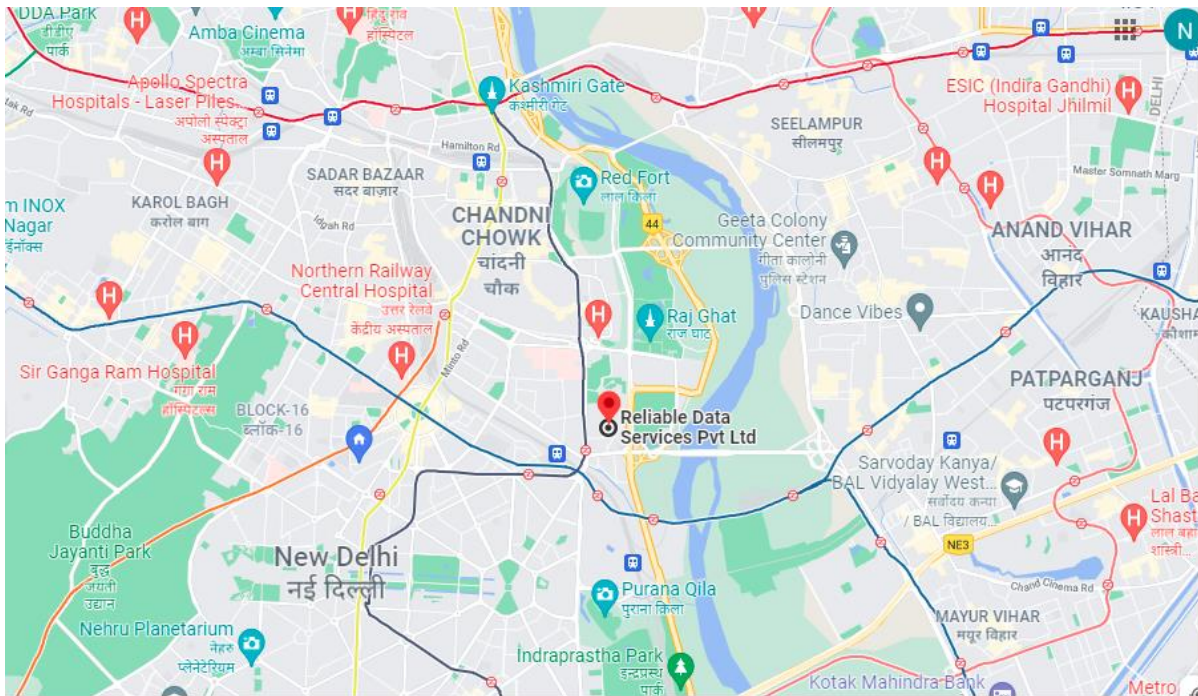 DDA Park
डीडीए
पार्क
Amba Cinema
अम्बा सिनेमा
हिंदू राव
हॉस्पिटल
N
Apollo Spectra
Hospitals - Laser Piles...
अपोलो स्पेक्ट्रा
अस्पताल
Kashmiri Gate
कश्मीरी गेट
ESIC (Indira Gandhi)
Hospital Jhilmil
DELHI
SEELAMPUR
सीलमपुर
Hamilton Rd
SADAR BAZAAR
सदर बाज़ार
Red Fort
लाल क़िला
Master Somnath Marg
KAROL BAGH
करोल बाग
INOX
Nagar
Idgah Rd
CHANDNI
CHOWK
चांदनी
चौक
44
Geeta Colony
Community Center
गीता कालोनी
पुलिस स्टेशन
ANAND VIHAR
आनंद
विहार
Northern Railway
Central Hospital
उत्तर रेलवे
केंद्रीय अस्पताल
Raj Ghat
राज घाट
Dance Vibes
Minto Rd
Sir Ganga Ram Hospital
गंगा राम
हॉस्पिटल्स
BLOCK-16
ब्लॉक-16
PATPARGANJ
पटपरगंज
Reliable Data
Services Pvt Ltd
Sarvoday Kanya/
BAL Vidyalay West...
सर्वोदय कन्या
/ BAL विद्यालय...
NE3
Buddha
Jayanti Park
बुद्ध
जयंती
उद्यान
New Delhi
नई दिल्ली
Chand Cinema Rd
Purana Qila
पुराना क़िला
MAYUR VIHAR
मयूर विहार
Nehru Planetarium
नेहरु
प्लेनेटेरियम
Indraprastha Park
इन्द्रप्रस्थ
पार्क
Kotak Mahindra Bank
Metro